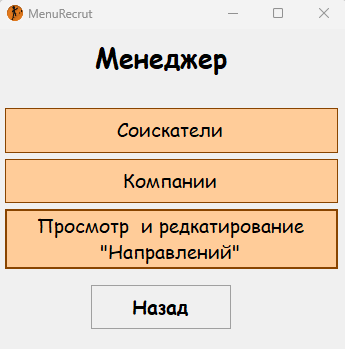 MenuRecrut
Менеджер
Соискатели
Компании
Просмотр и редкатирование
"Направлений"
Назад